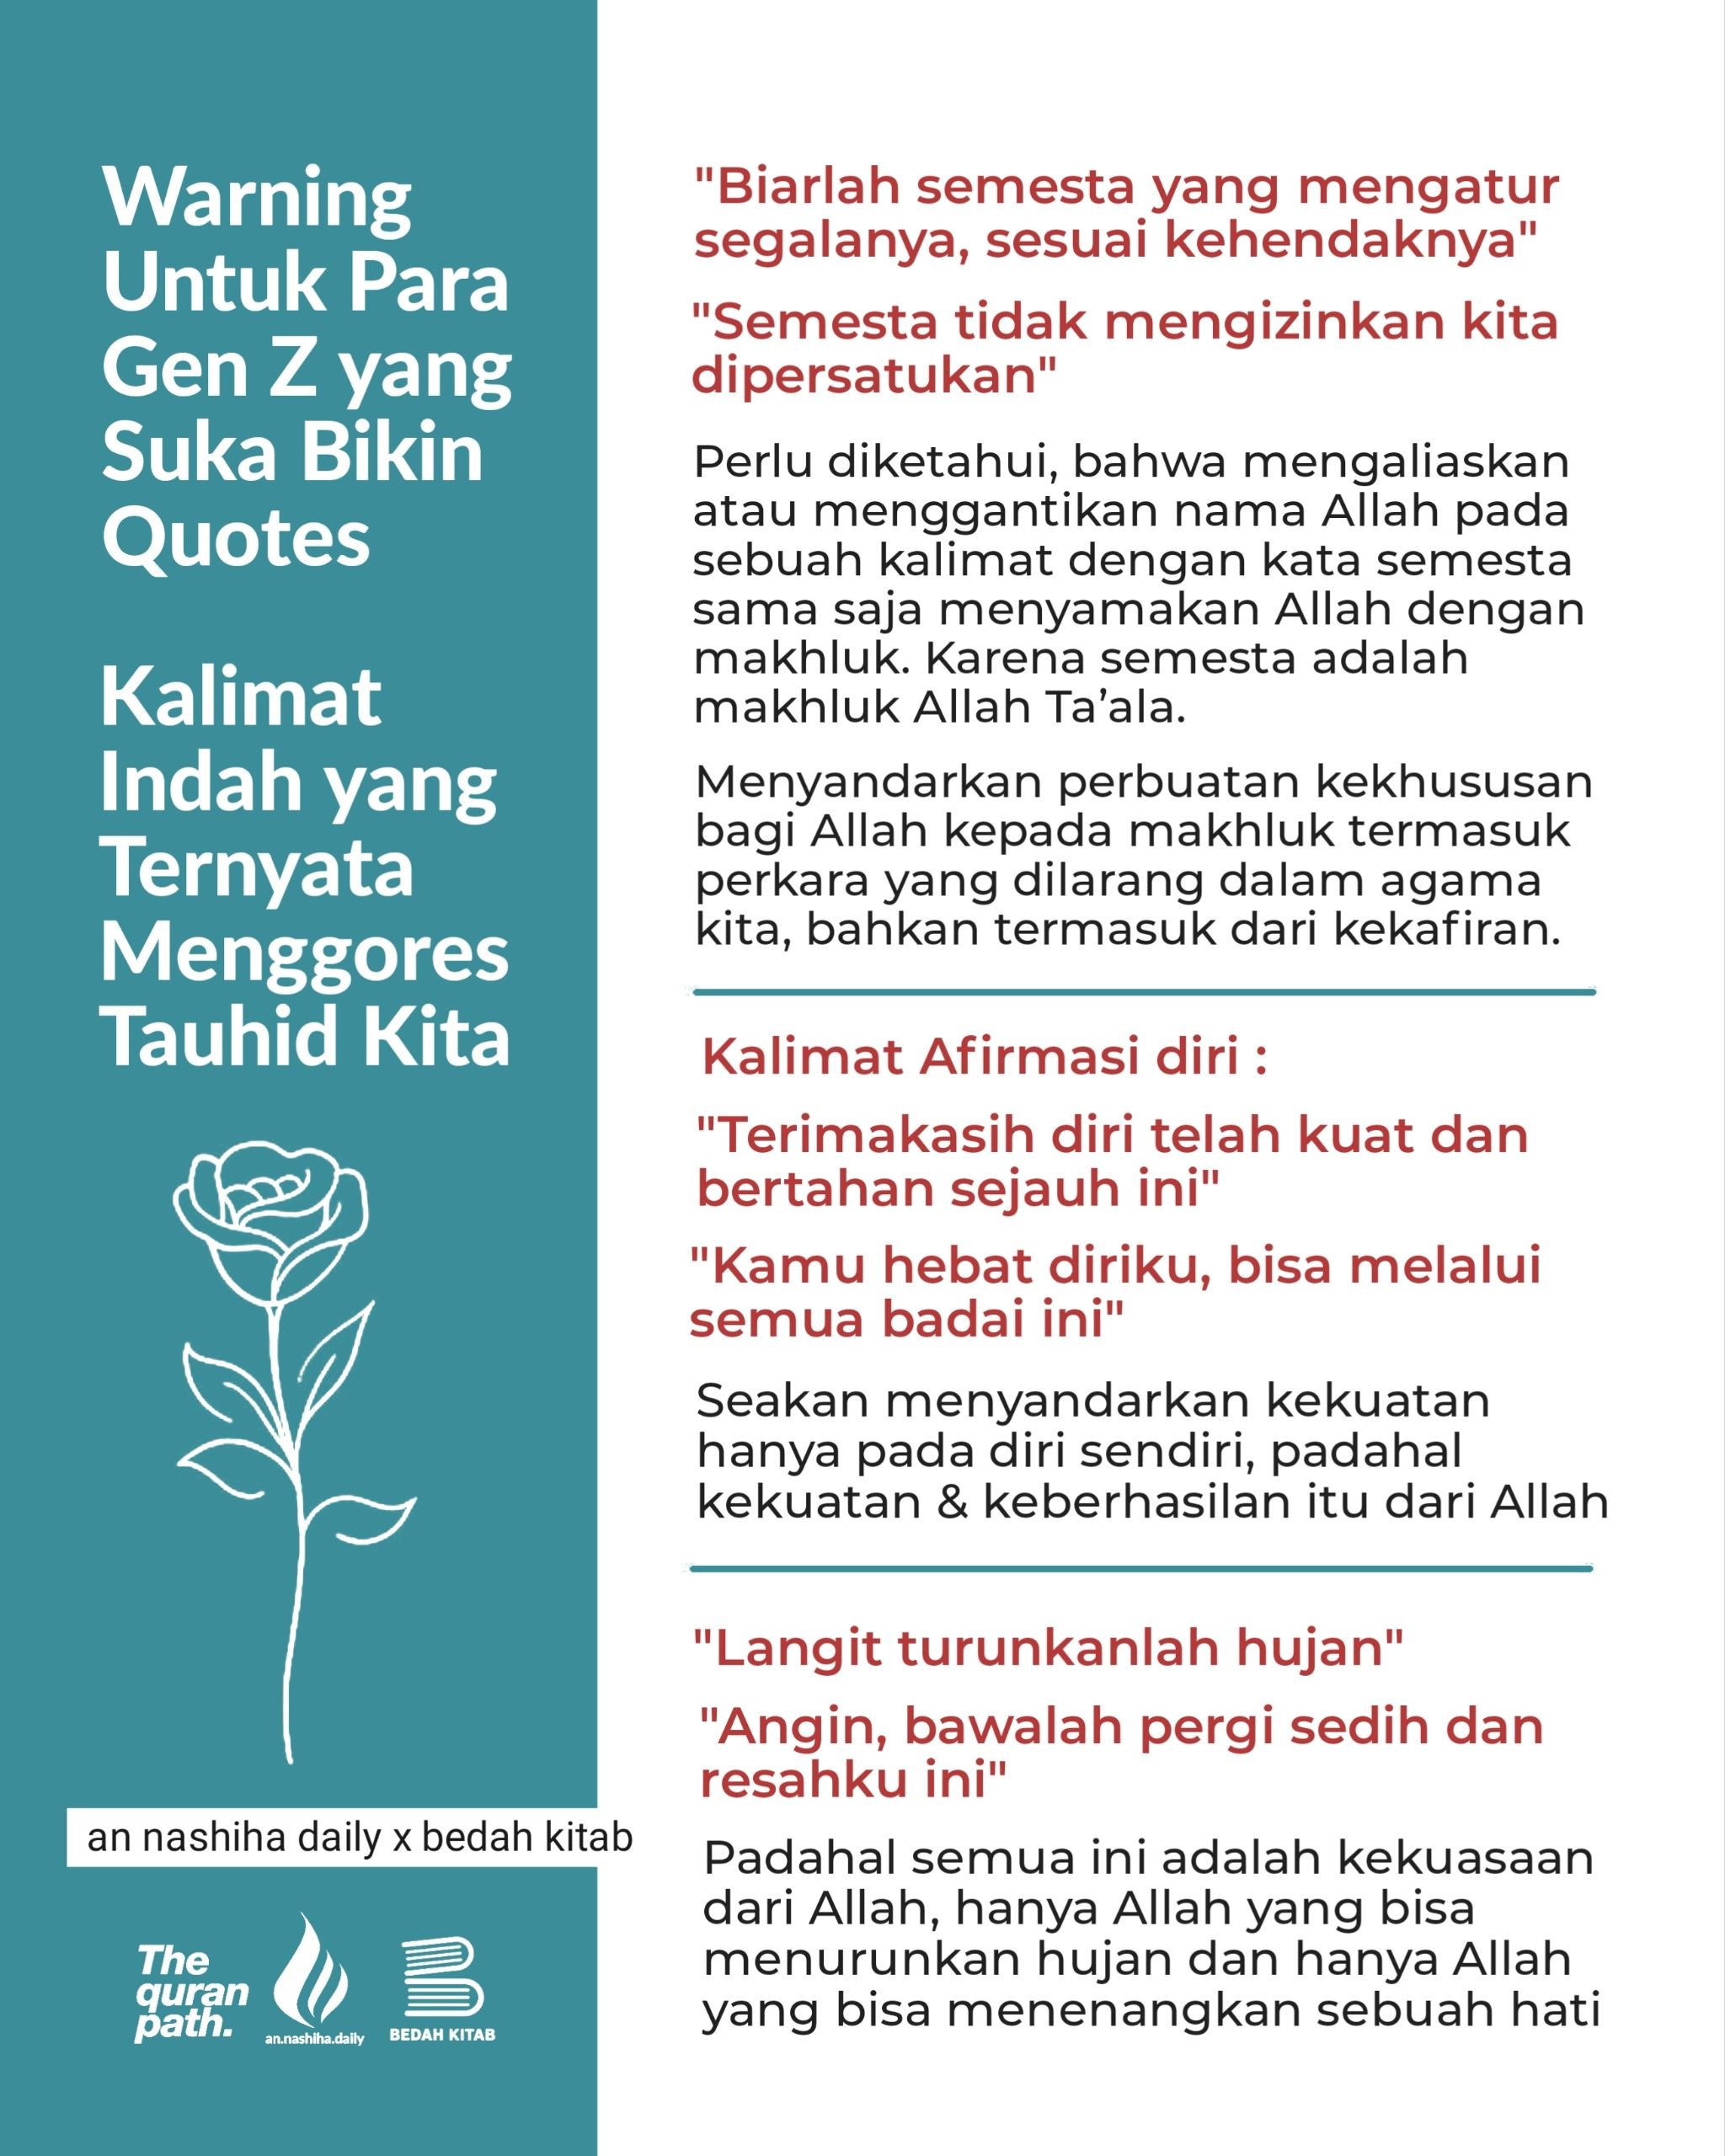 Warning
Untuk Para
Gen Z yang
Suka Bikin
Quotes
Kalimat
Indah yang
Ternyata
Menggores
Tauhid Kita
an nashiha daily x bedah kitab
The
quran
path.
an.nashiha.daily
BEDAH KITAB
"Biarlah semesta yang mengatur
segalanya, sesuai kehendaknya"
"Semesta tidak mengizinkan kita
dipersatukan"
Perlu diketahui, bahwa mengaliaskan
atau menggantikan nama Allah pada
sebuah kalimat dengan kata semesta
sama saja menyamakan Allah dengan
makhluk. Karena semesta adalah
makhluk Allah Ta'ala.
Menyandarkan perbuatan kekhususan
bagi Allah kepada makhluk termasuk
perkara yang dilarang dalam agama
kita, bahkan termasuk dari kekafiran.
Kalimat Afirmasi diri :
"Terimakasih diri telah kuat dan
bertahan sejauh ini"
"Kamu hebat diriku, bisa melalui
semua badai ini"
Seakan menyandarkan kekuatan
hanya pada diri sendiri, padahal
kekuatan & keberhasilan itu dari Allah
"Langit turunkanlah hujan"
"Angin, bawalah pergi sedih dan
resahku ini"
Padahal semua ini adalah kekuasaan
dari Allah, hanya Allah yang bisa
menurunkan hujan dan hanya Allah
yang bisa menenangkan sebuah hati